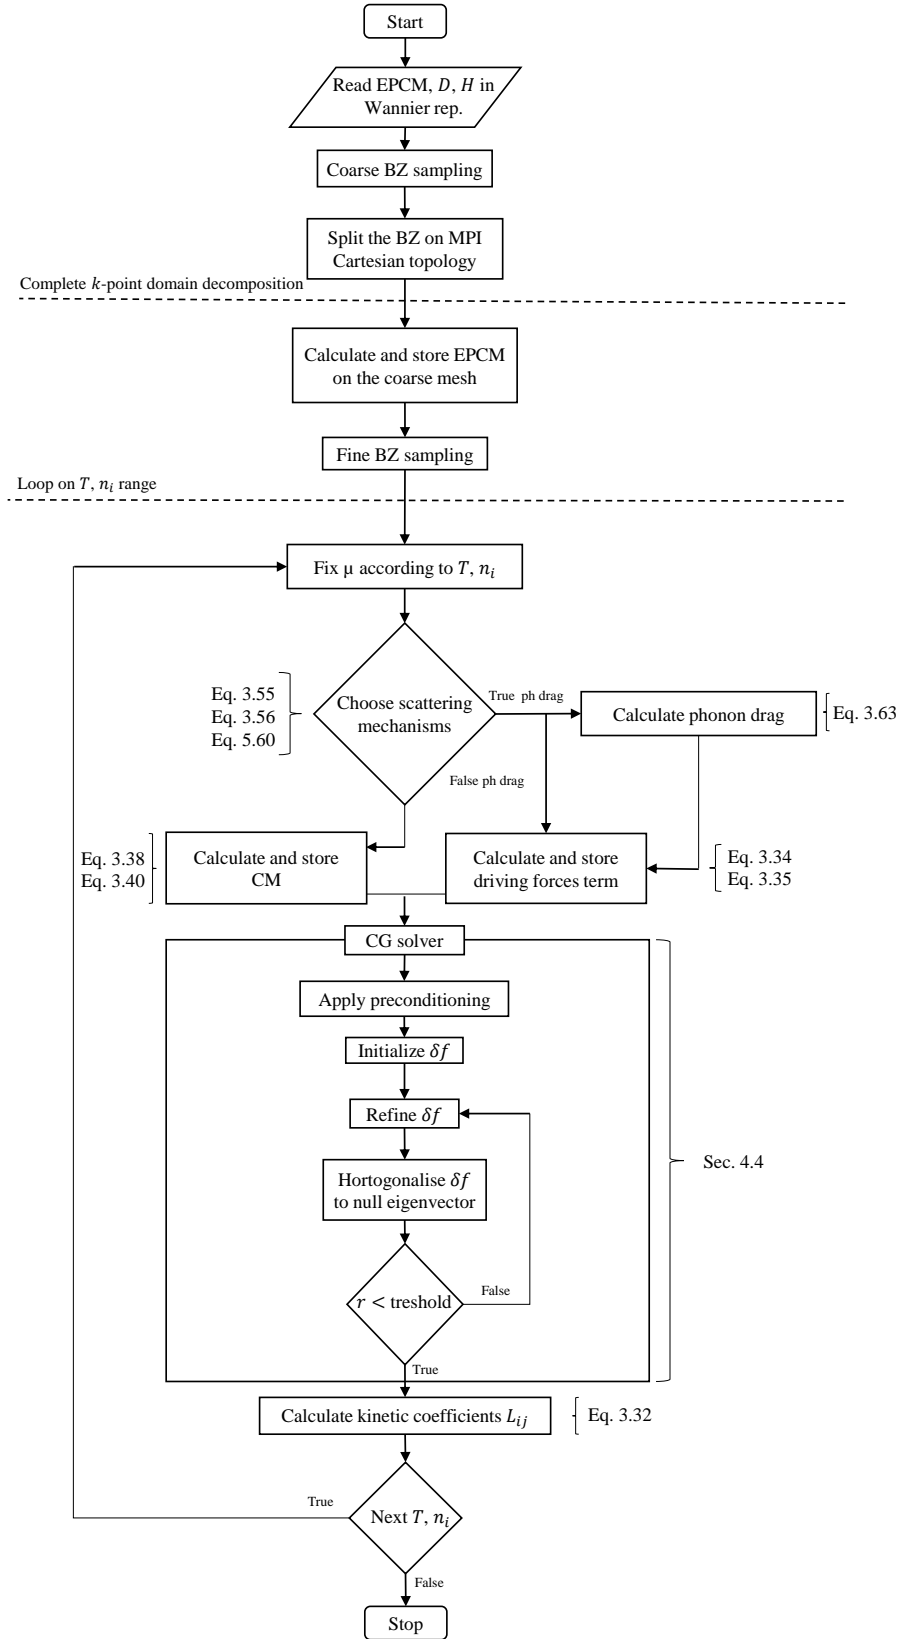 Start
Read EPCM, D, H in
Wannier rep.
Coarse BZ sampling
Split the BZ on MPI
Cartesian topology
Complete k-point domain decomposition
Calculate and store EPCM
on the coarse mesh
Fine BZ sampling
Loop on T, n_i range
Fix μ according to T, n_i
Eq. 3.55
Eq. 3.56
Eq. 5.60
Choose scattering
mechanisms
True ph drag
Calculate phonon drag
Eq. 3.63
False ph drag
Eq. 3.38
Eq. 3.40
Calculate and store
CM
Calculate and store
driving forces term
Eq. 3.34
Eq. 3.35
CG solver
Apply preconditioning
Initialize δf
Refine δf
Hortogonalise δf
to null eigenvector
Sec. 4.4
r < treshold
False
True
Calculate kinetic coefficients L_ij
Eq. 3.32
True
Next T, n_i
False
Stop